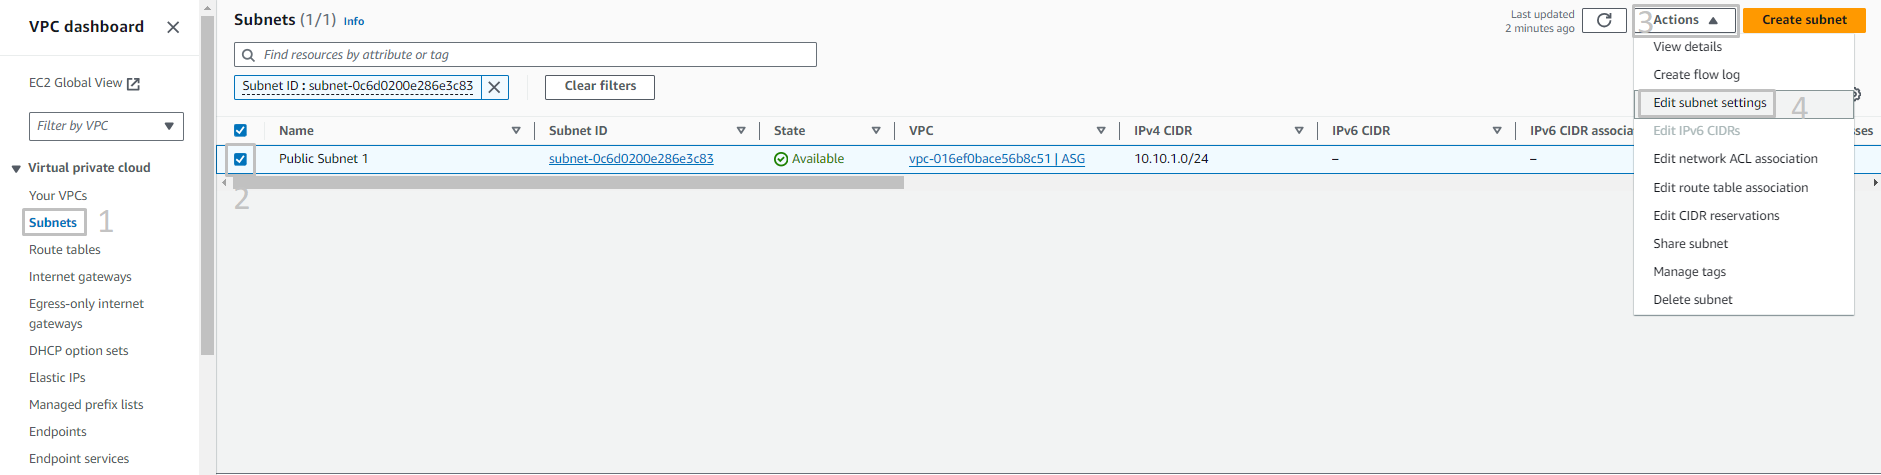 VPC dashboard
EC2 Global View
Filter by VPC
Virtual private cloud
Your VPCs
Subnets 1
Route tables
Internet gateways
Egress-only internet
gateways
DHCP option sets
Elastic IPs
Managed prefix lists
Endpoints
Endpoint services
Subnets (1/1) Info
Last updated
2 minutes ago
3 Actions
Create subnet
Find resources by attribute or tag
Subnet ID : subnet-0c6d0200e286e3c83
Clear filters
Name Subnet ID State VPC IPv4 CIDR IPv6 CIDR IPv6 CIDR associa
Public Subnet 1 subnet-0c6d0200e286e3c83 Available vpc-016ef0bace56b8c51 | ASG 10.10.1.0/24 – –
2
View details
Create flow log
Edit subnet settings 4
Edit IPv6 CIDRs
Edit network ACL association
Edit route table association
Edit CIDR reservations
Share subnet
Manage tags
Delete subnet